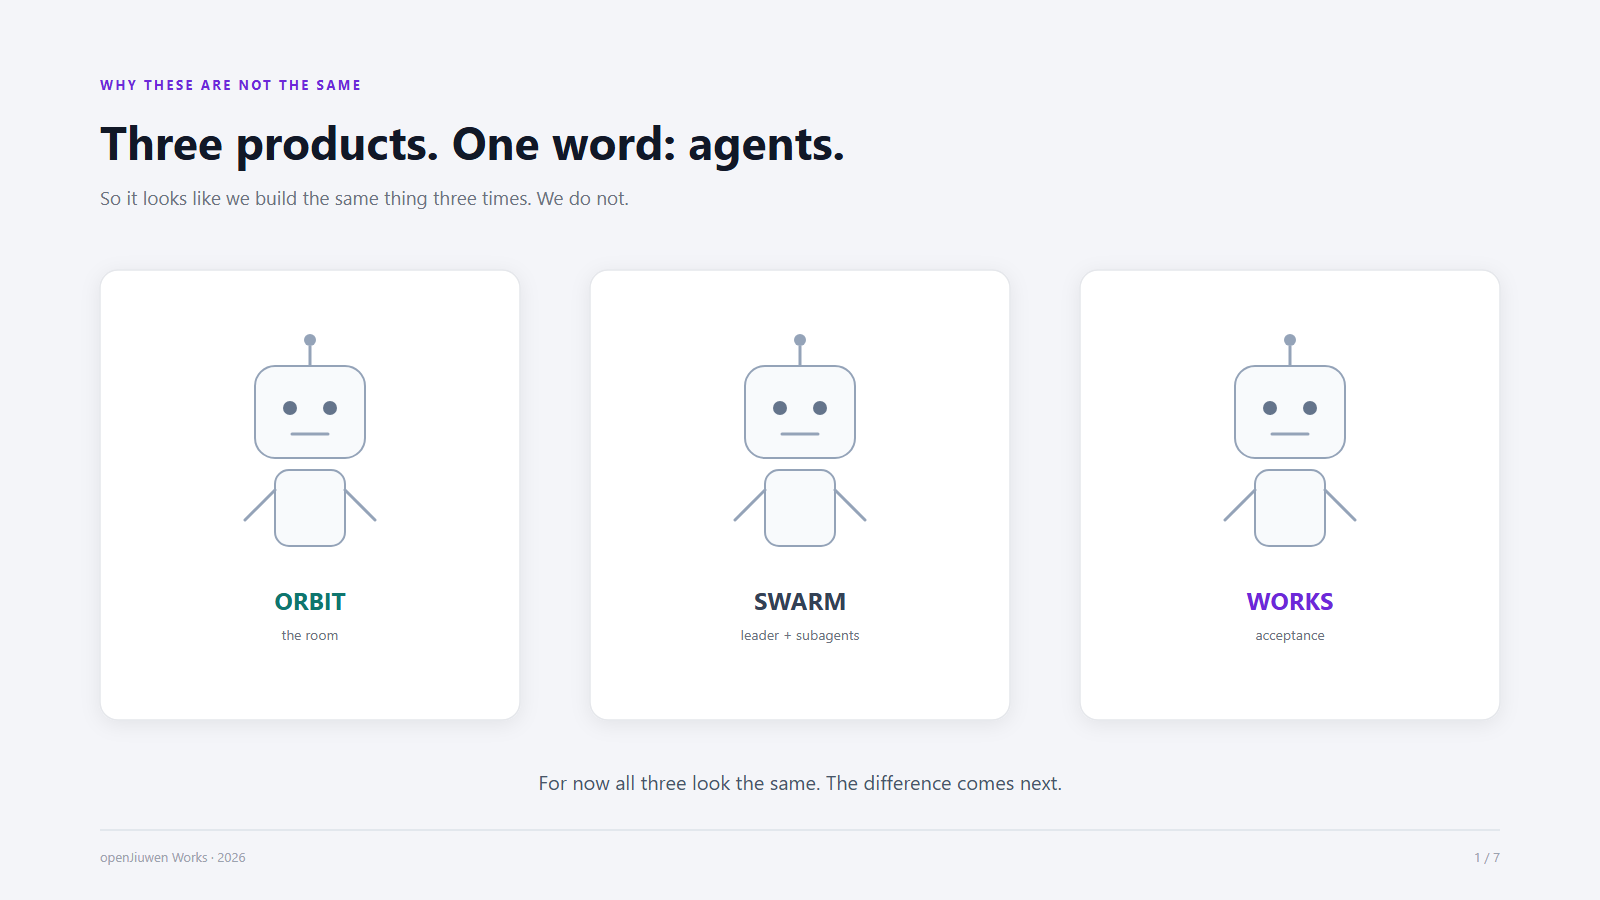 WHY THESE ARE NOT THE SAME
Three products. One word: agents.
So it looks like we build the same thing three times. We do not.
ORBIT
the room
SWARM
leader + subagents
WORKS
acceptance
For now all three look the same. The difference comes next.
openJiuwen Works · 2026
1 / 7